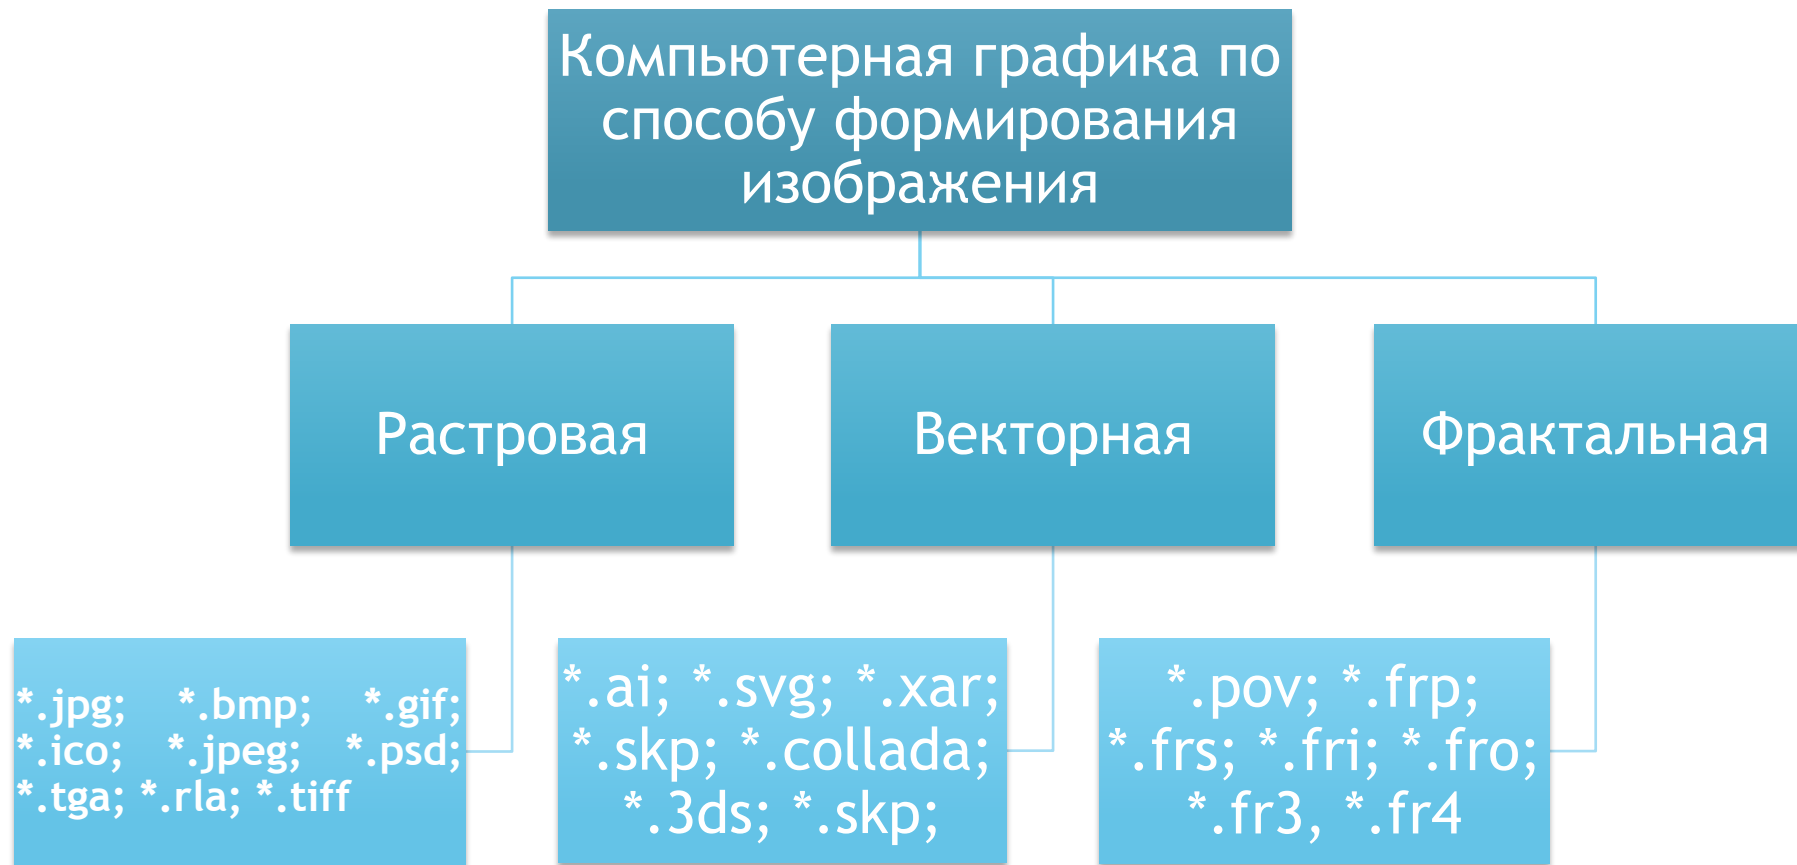 Компьютерная графика по
способу формирования
изображения
Растровая
Векторная
Фрактальная
*.jpg; *.bmp; *.gif;
*.ico; *.jpeg; *.psd;
*.tga; *.rla; *.tiff
*.ai; *.svg; *.xar;
*.skp; *.collada;
*.3ds; *.skp;
*.pov; *.frp;
*.frs; *.fri; *.fro;
*.fr3, *.fr4